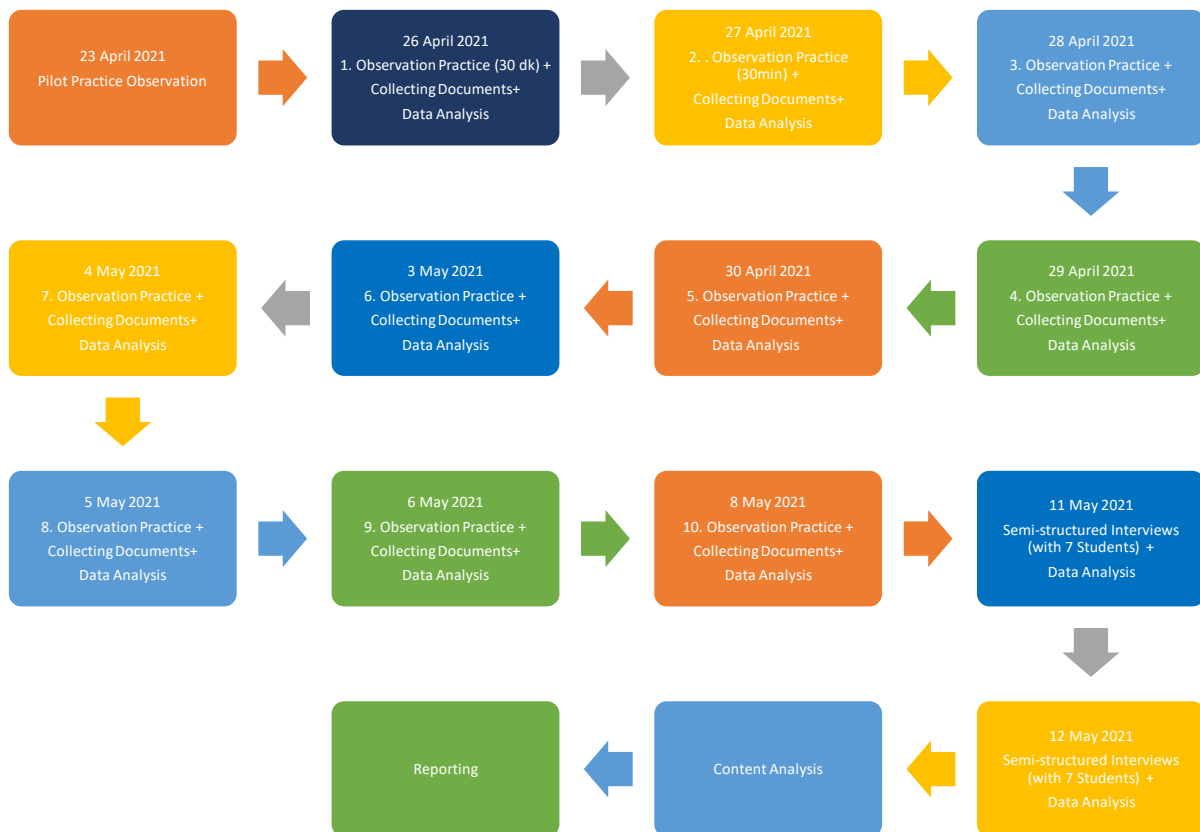 23 April 2021
Pilot Practice Observation
26 April 2021
1. Observation Practice (30 dk) +
Collecting Documents+
Data Analysis
27 April 2021
2. . Observation Practice
(30min) +
Collecting Documents+
Data Analysis
28 April 2021
3. Observation Practice +
Collecting Documents+
Data Analysis
29 April 2021
4. Observation Practice +
Collecting Documents+
Data Analysis
30 April 2021
5. Observation Practice +
Collecting Documents+
Data Analysis
3 May 2021
6. Observation Practice +
Collecting Documents+
Data Analysis
4 May 2021
7. Observation Practice +
Collecting Documents+
Data Analysis
5 May 2021
8. Observation Practice +
Collecting Documents+
Data Analysis
6 May 2021
9. Observation Practice +
Collecting Documents+
Data Analysis
8 May 2021
10. Observation Practice +
Collecting Documents+
Data Analysis
11 May 2021
Semi-structured Interviews
(with 7 Students) +
Data Analysis
12 May 2021
Semi-structured Interviews
(with 7 Students) +
Data Analysis
Content Analysis
Reporting